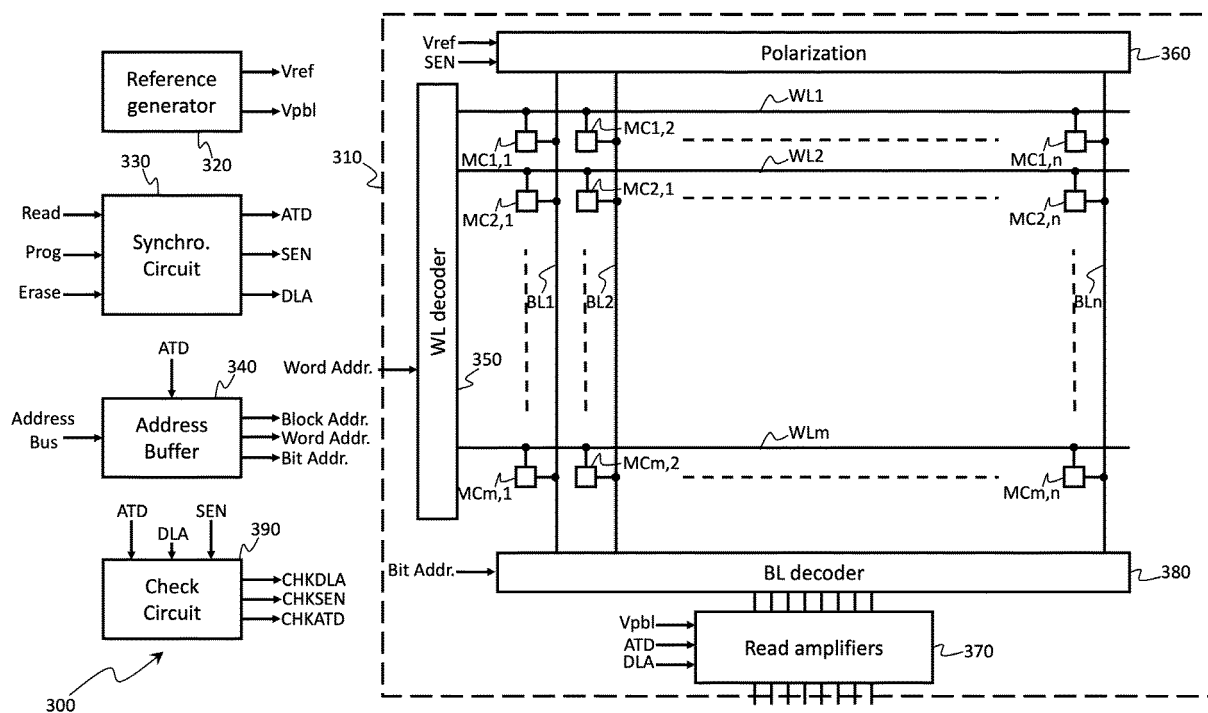 Reference generator
Vref
Vpbl
320
330
Read
Prog
Erase
Synchro. Circuit
ATD
SEN
DLA
ATD
340
Address Bus
Address Buffer
Block Addr.
Word Addr.
Bit Addr.
ATD
DLA
SEN
390
Check Circuit
CHKDLA
CHKSEN
CHKATD
300
310
Vref
SEN
Polarization
360
WL decoder
350
Word Addr.
WL1
MC1,1
MC1,2
MC1,n
WL2
MC2,1
MC2,1
MC2,n
BL1
BL2
BLn
WLm
MCm,1
MCm,2
MCm,n
Bit Addr.
BL decoder
380
Vpbl
ATD
DLA
Read amplifiers
370